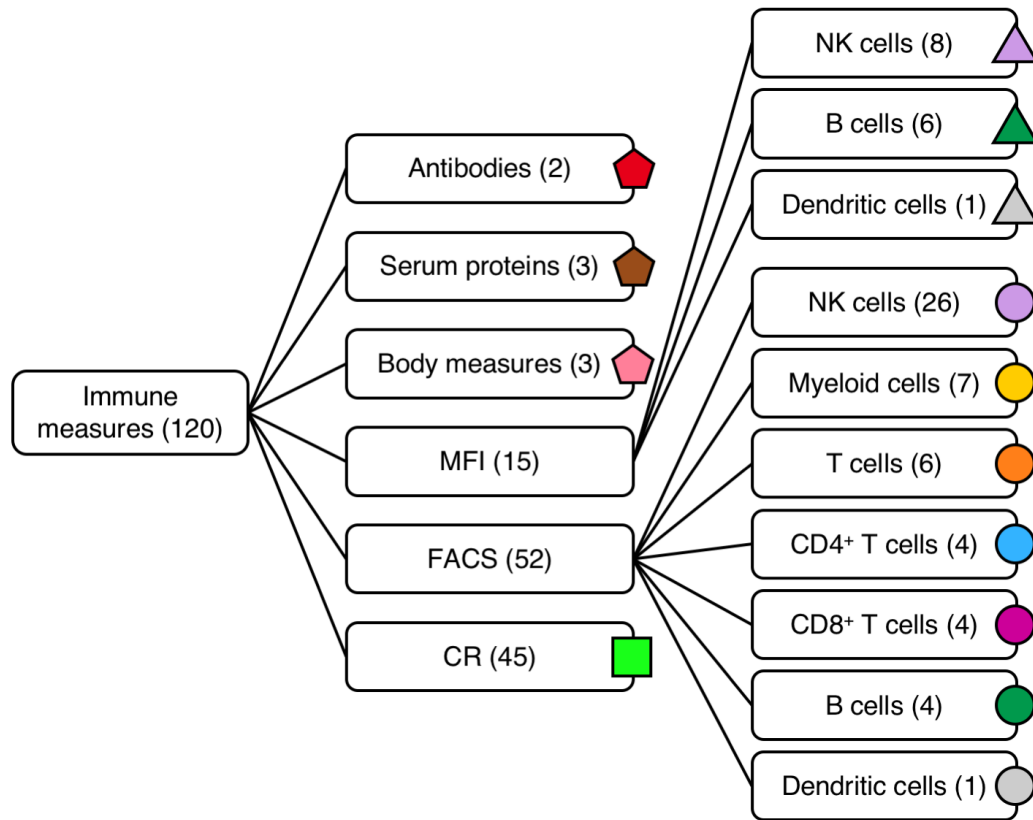 Immune
measures (120)
Antibodies (2)
Serum proteins (3)
Body measures (3)
MFI (15)
FACS (52)
CR (45)
NK cells (8)
B cells (6)
Dendritic cells (1)
NK cells (26)
Myeloid cells (7)
T cells (6)
CD4⁺ T cells (4)
CD8⁺ T cells (4)
B cells (4)
Dendritic cells (1)